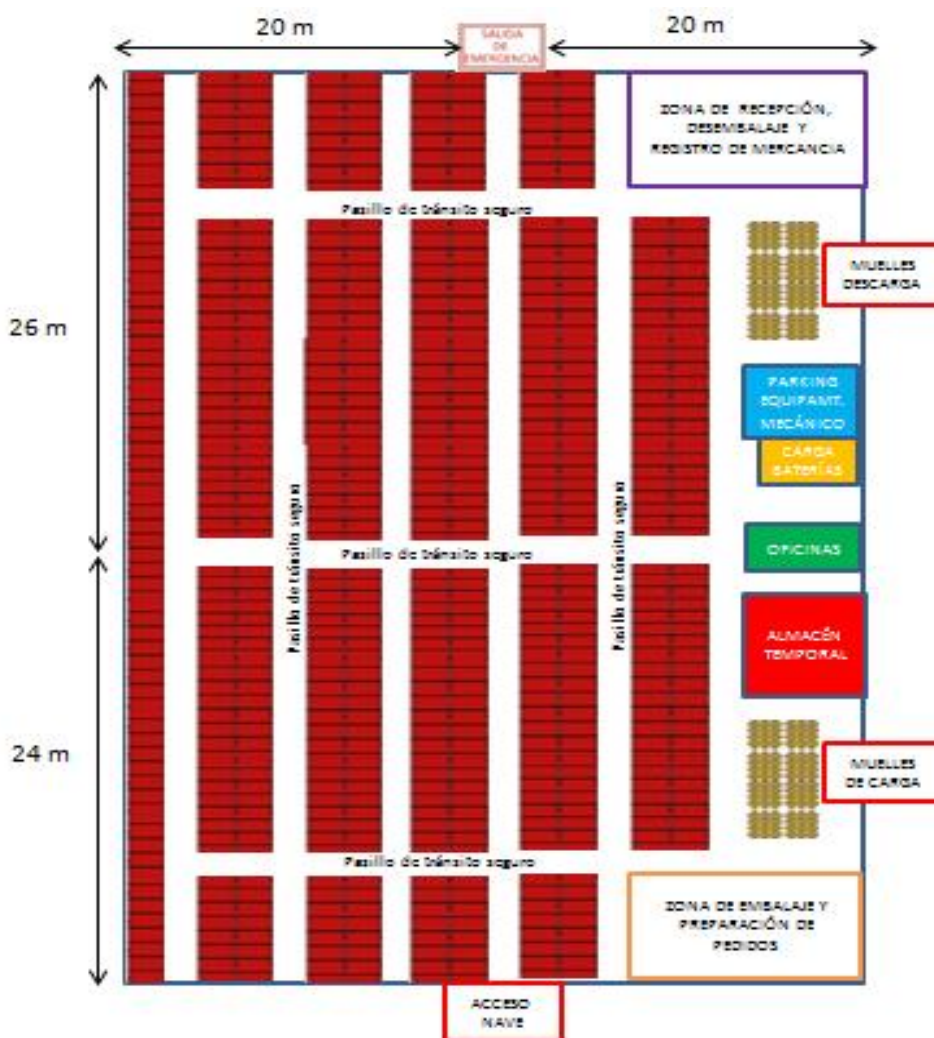 20 m
SALIDA
DE
EMERGENCIA
20 m
ZONA DE RECEPCIÓN,
DESEMBALAJE Y
REGISTRO DE MERCANCIA
Pasillo de tránsito seguro
MUELLES
DESCARGA
26 m
PARKING
EQUIPAMT.
MECÁNICO
CARGA
BATERÍAS
Pasillo de tránsito seguro
Pasillo de tránsito seguro
Pasillo de tránsito seguro
OFICINAS
ALMACÉN
TEMPORAL
24 m
MUELLES
DE CARGA
Pasillo de tránsito seguro
ZONA DE EMBALAJE Y
PREPARACIÓN DE
PEDIDOS
ACCESO
NAVE